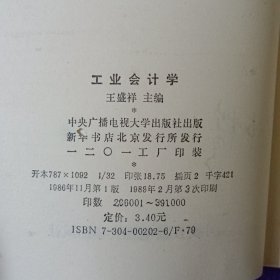 工业会计学
王盛祥 主编
*
中央广播电视大学出版社出版
新华书店北京发行所发行
一二〇一工厂印装
*
开本787×1092 1/32 印张18.75 插页2 千字421
1986年11月第1版 1988年2月第3次印刷
印数 226001~391000
定价：3.40元
ISBN 7-304-00202-6/F·79